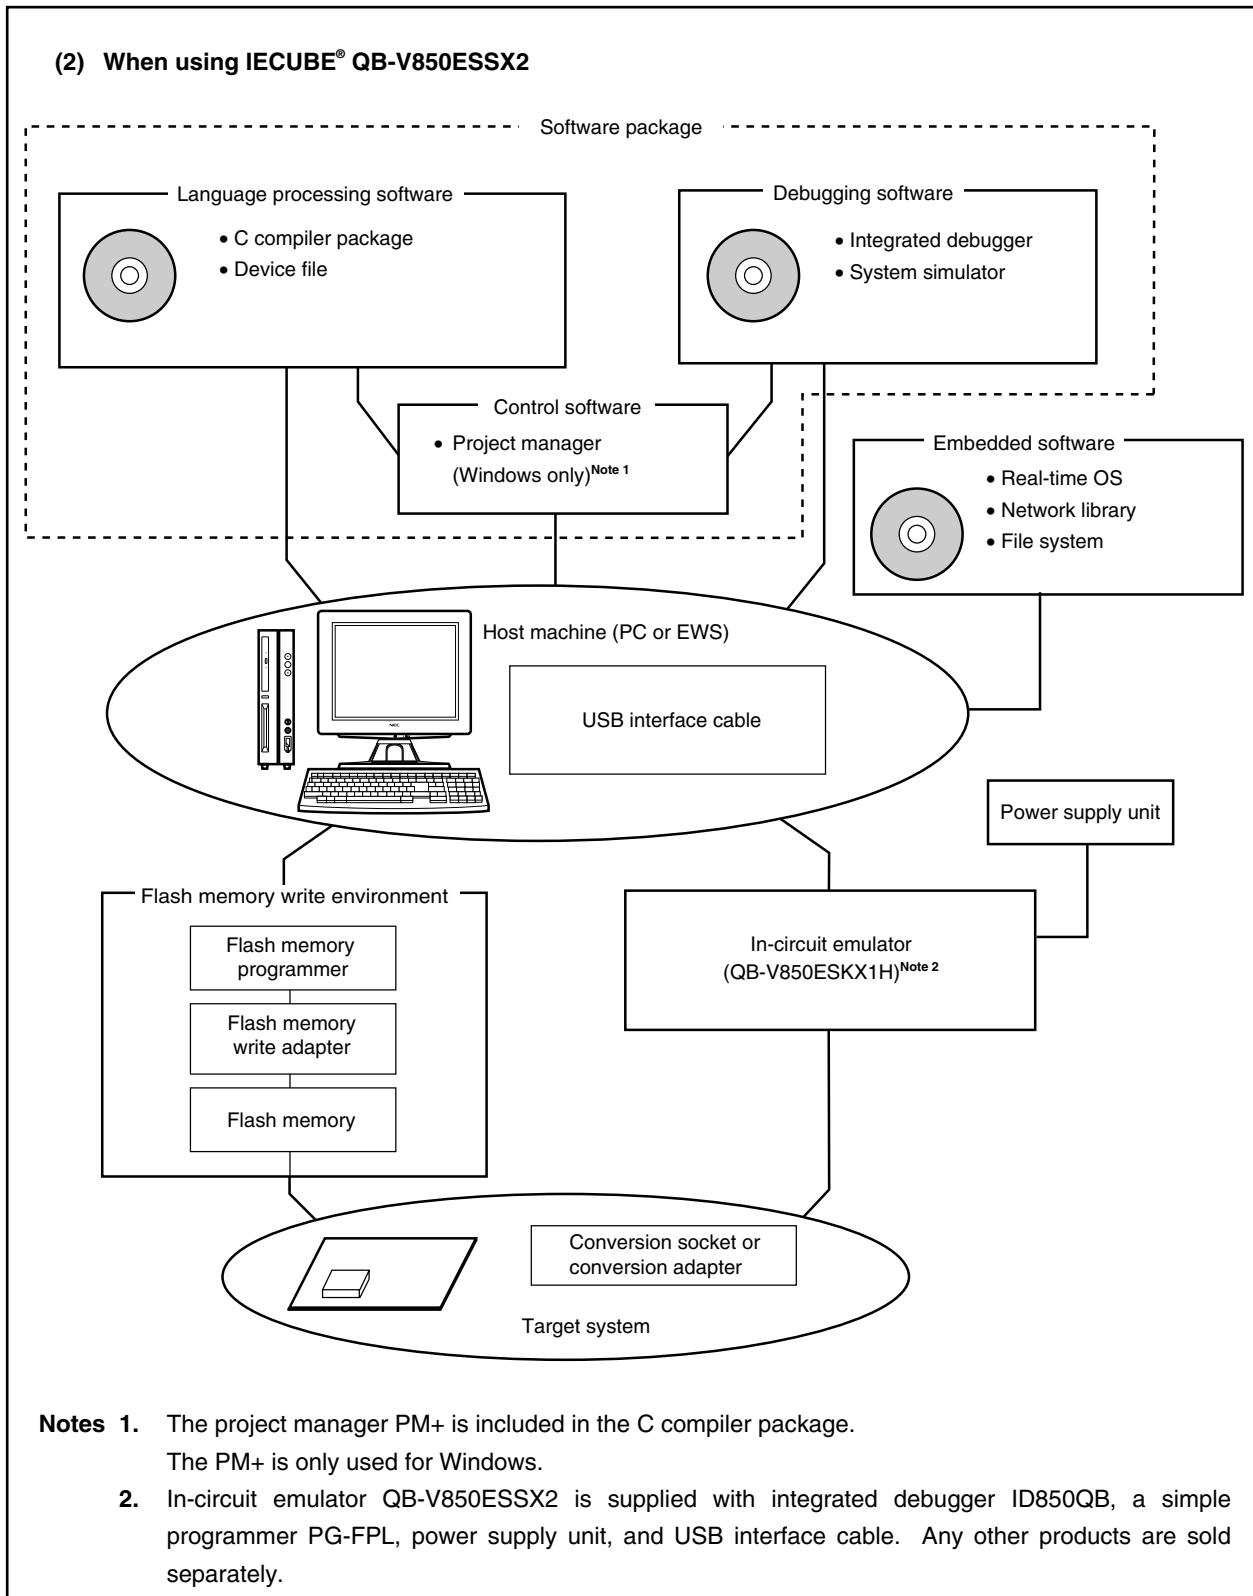 (2) When using IECUBE® QB-V850ESSX2
Software package
Language processing software
• C compiler package
• Device file
Debugging software
• Integrated debugger
• System simulator
Control software
• Project manager
(Windows only)Note 1
Embedded software
• Real-time OS
• Network library
• File system
Host machine (PC or EWS)
NEC
USB interface cable
Power supply unit
Flash memory write environment
Flash memory
programmer
Flash memory
write adapter
Flash memory
In-circuit emulator
(QB-V850ESKX1H)Note 2
Conversion socket or
conversion adapter
Target system
Notes 1. The project manager PM+ is included in the C compiler package.
The PM+ is only used for Windows.
2. In-circuit emulator QB-V850ESSX2 is supplied with integrated debugger ID850QB, a simple
programmer PG-FPL, power supply unit, and USB interface cable. Any other products are sold
separately.